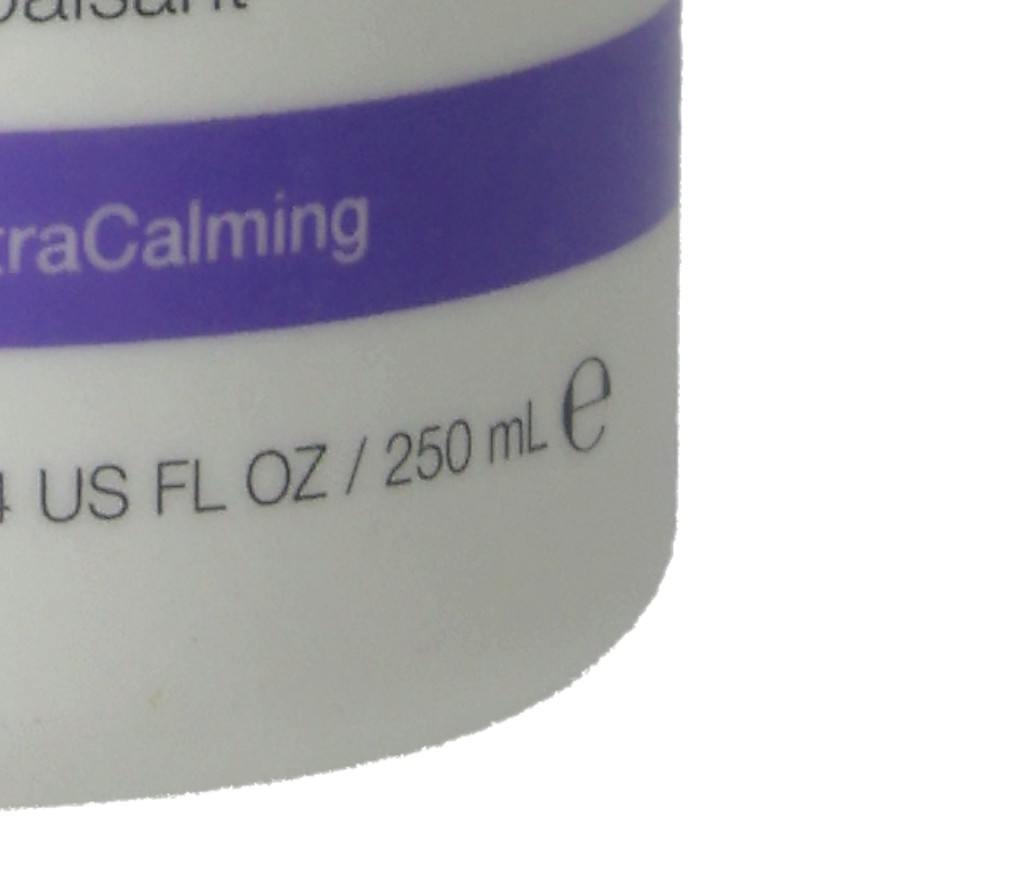 traCalming
4 US FL OZ / 250 mL ℮